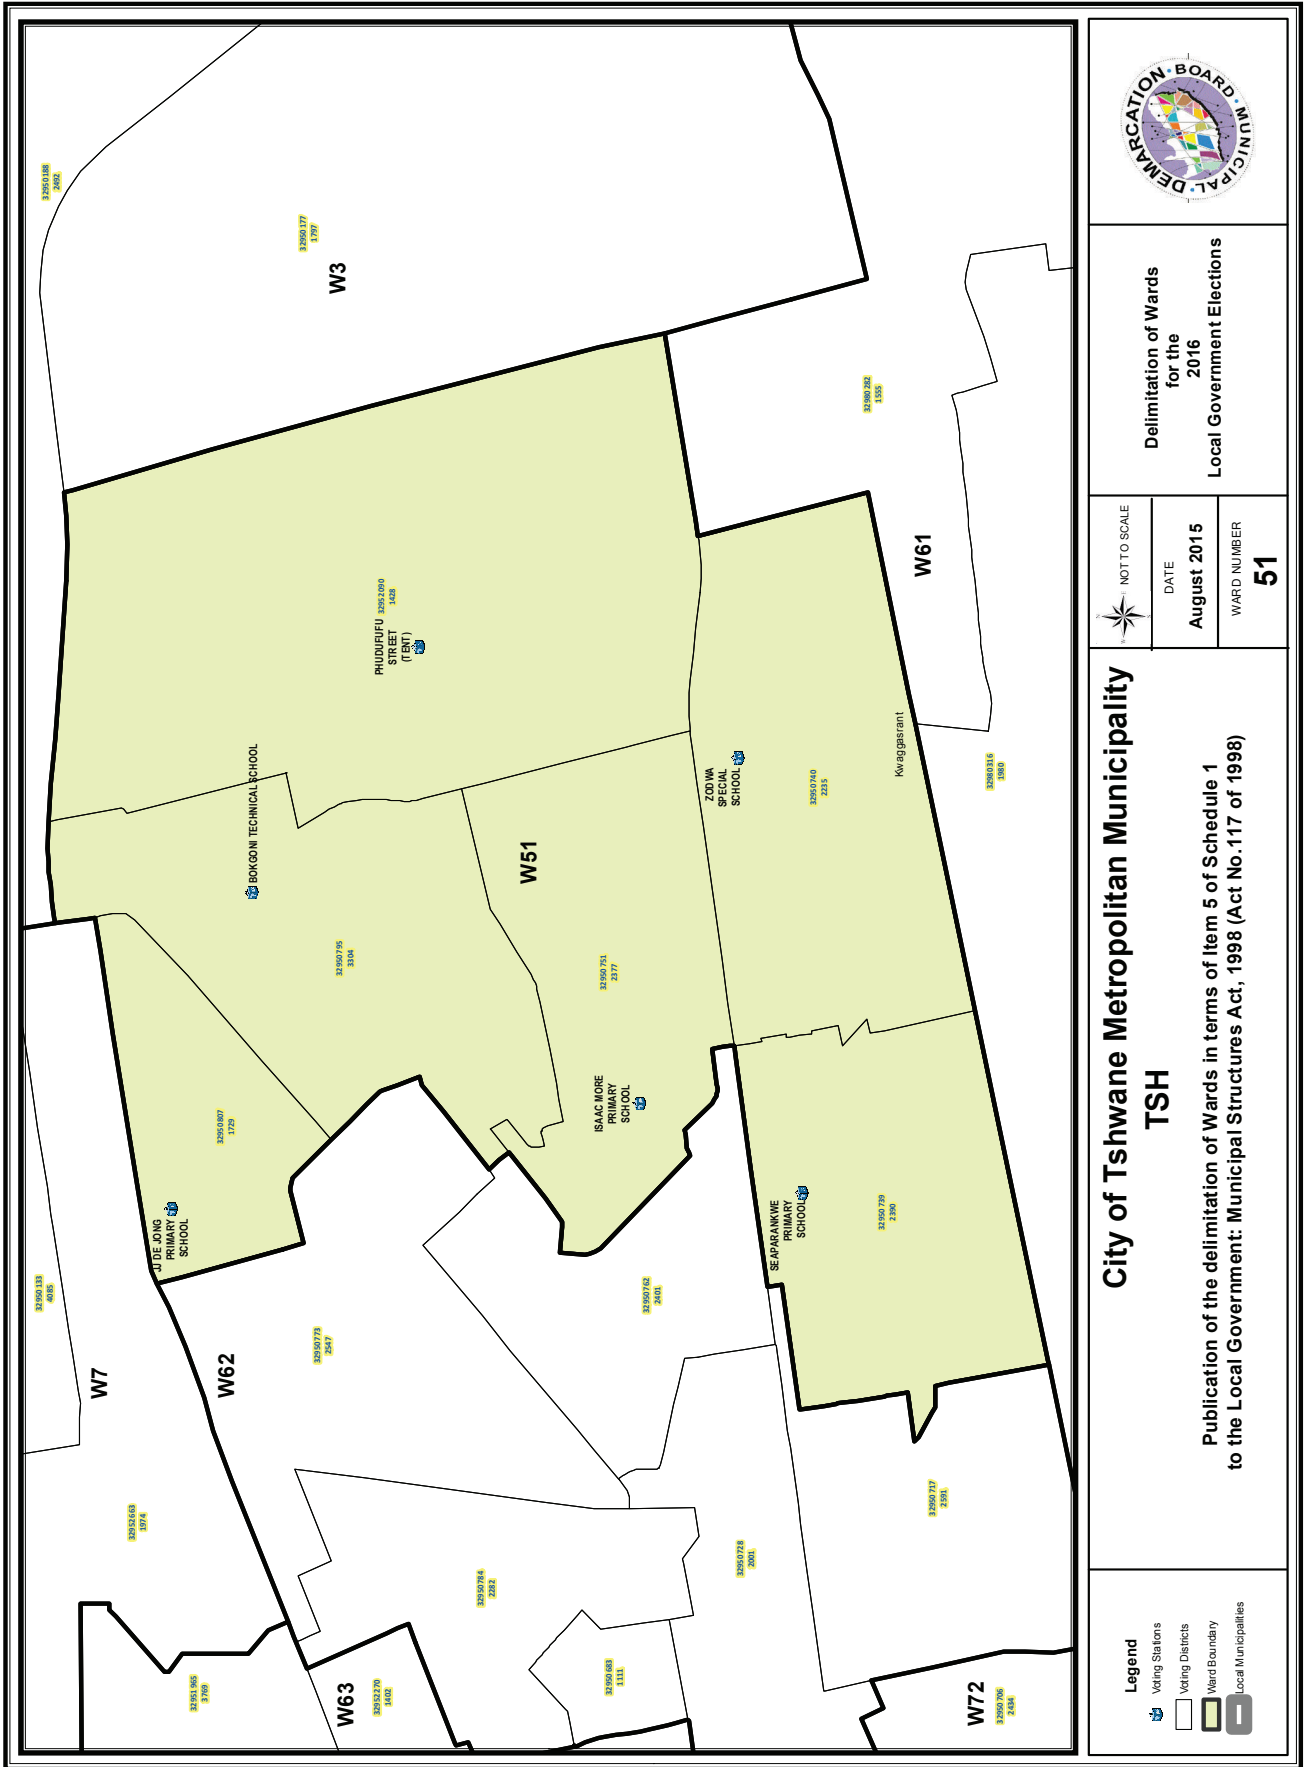 32950188
2492
32950177
1797
W3
32980282
1555
PHUDUFUFU
STREET
(TENT)
32952090
1428
BOKGONI TECHNICAL SCHOOL
W61
ZODWA
SPECIAL
SCHOOL
32950740
2235
Kwaggasrant
32980316
1980
W51
32950795
3304
32950751
2377
ISAAC MORE
PRIMARY
SCHOOL
32950807
1729
JJ DE JONG
PRIMARY
SCHOOL
SEAPARANKWE
PRIMARY
SCHOOL
32950739
2390
32950133
4085
W7
W62
32950773
2547
32950762
2401
32952663
1974
32950784
2282
32950728
2001
32950717
2591
32951965
3769
W63
32952270
1402
32950683
1111
W72
32950706
2434
Legend
Voting Stations
Voting Districts
Ward Boundary
Local Municipalities
City of Tshwane Metropolitan Municipality
TSH
Publication of the delimitation of Wards in terms of Item 5 of Schedule 1
to the Local Government: Municipal Structures Act, 1998 (Act No.117 of 1998)
NOT TO SCALE
DATE
August 2015
WARD NUMBER
51
Delimitation of Wards
for the
2016
Local Government Elections
MUNICIPAL DEMARCATION BOARD